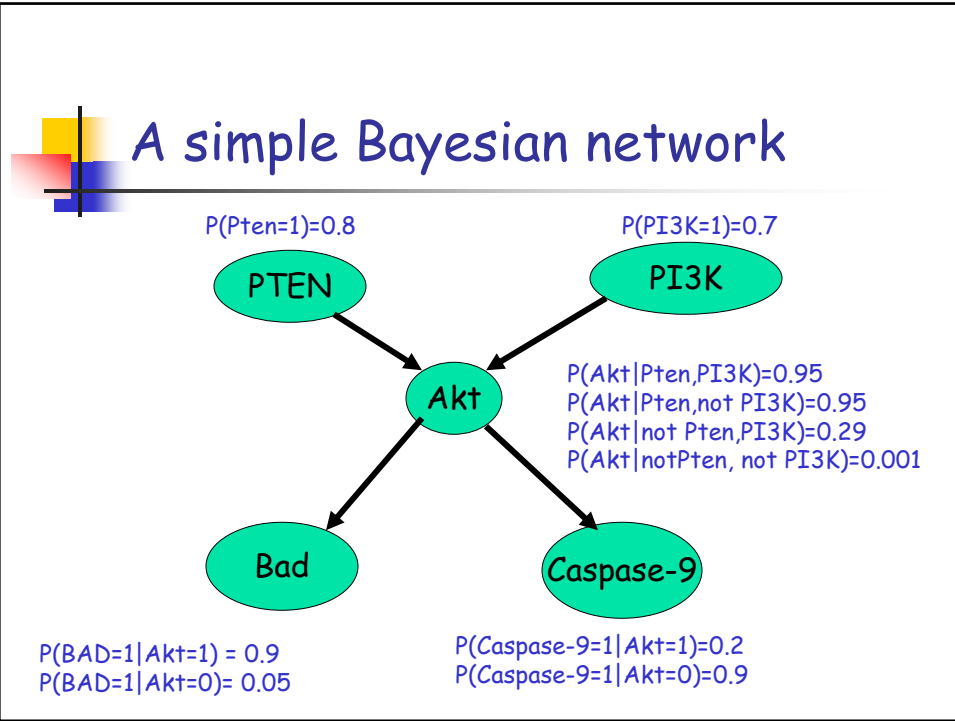 A simple Bayesian network
P(Pten=1)=0.8
P(PI3K=1)=0.7
PTEN
PI3K
Akt
P(Akt|Pten,PI3K)=0.95
P(Akt|Pten,not PI3K)=0.95
P(Akt|not Pten,PI3K)=0.29
P(Akt|notPten, not PI3K)=0.001
Bad
Caspase-9
P(BAD=1|Akt=1) = 0.9
P(BAD=1|Akt=0)= 0.05
P(Caspase-9=1|Akt=1)=0.2
P(Caspase-9=1|Akt=0)=0.9